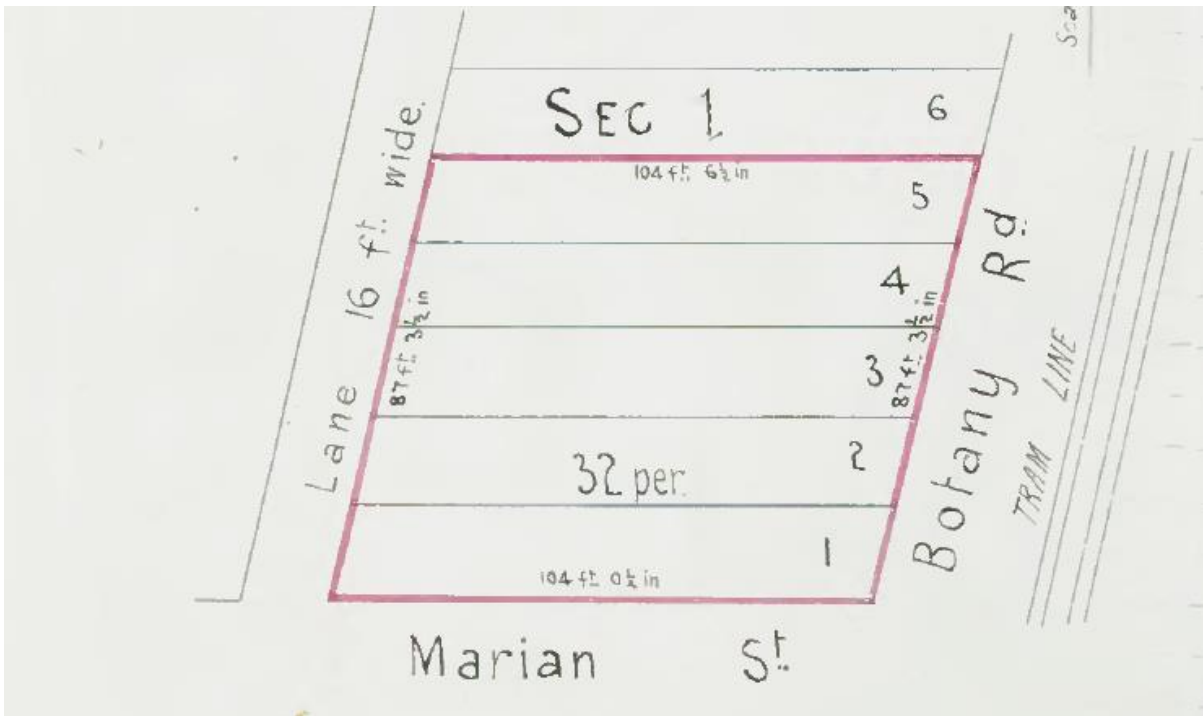 Sca
SEC 1
6
104 ft. 6½ in
5
4
3
2
1
Lane 16 ft. wide.
87 ft. 3½ in
87 ft. 3½ in
32 per.
104 ft. 0½ in
Botany Rd.
TRAM LINE
Marian St.